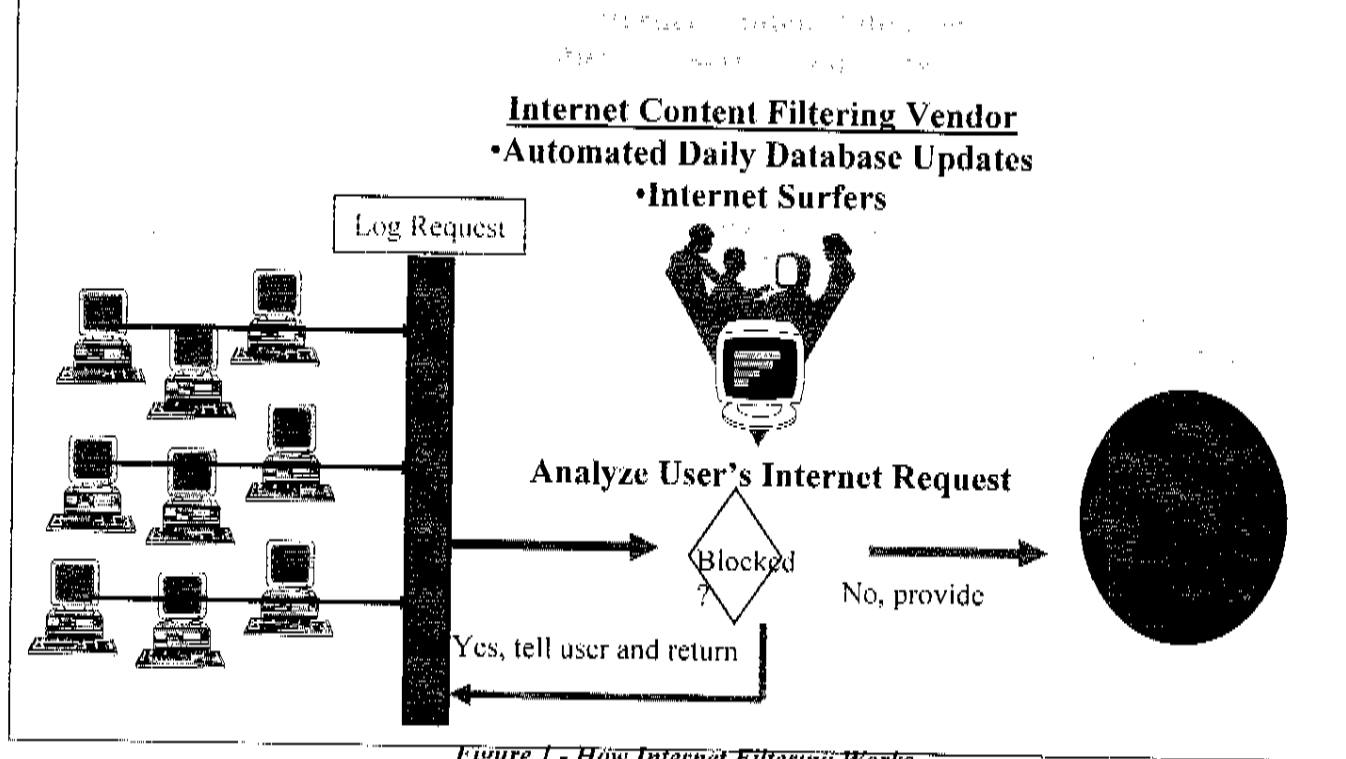 Internet Content Filtering Vendor
•Automated Daily Database Updates
•Internet Surfers
Log Request
Analyze User's Internet Request
Blocked
?
No, provide
Yes, tell user and return
Figure 1 - How Internet Filtering Works